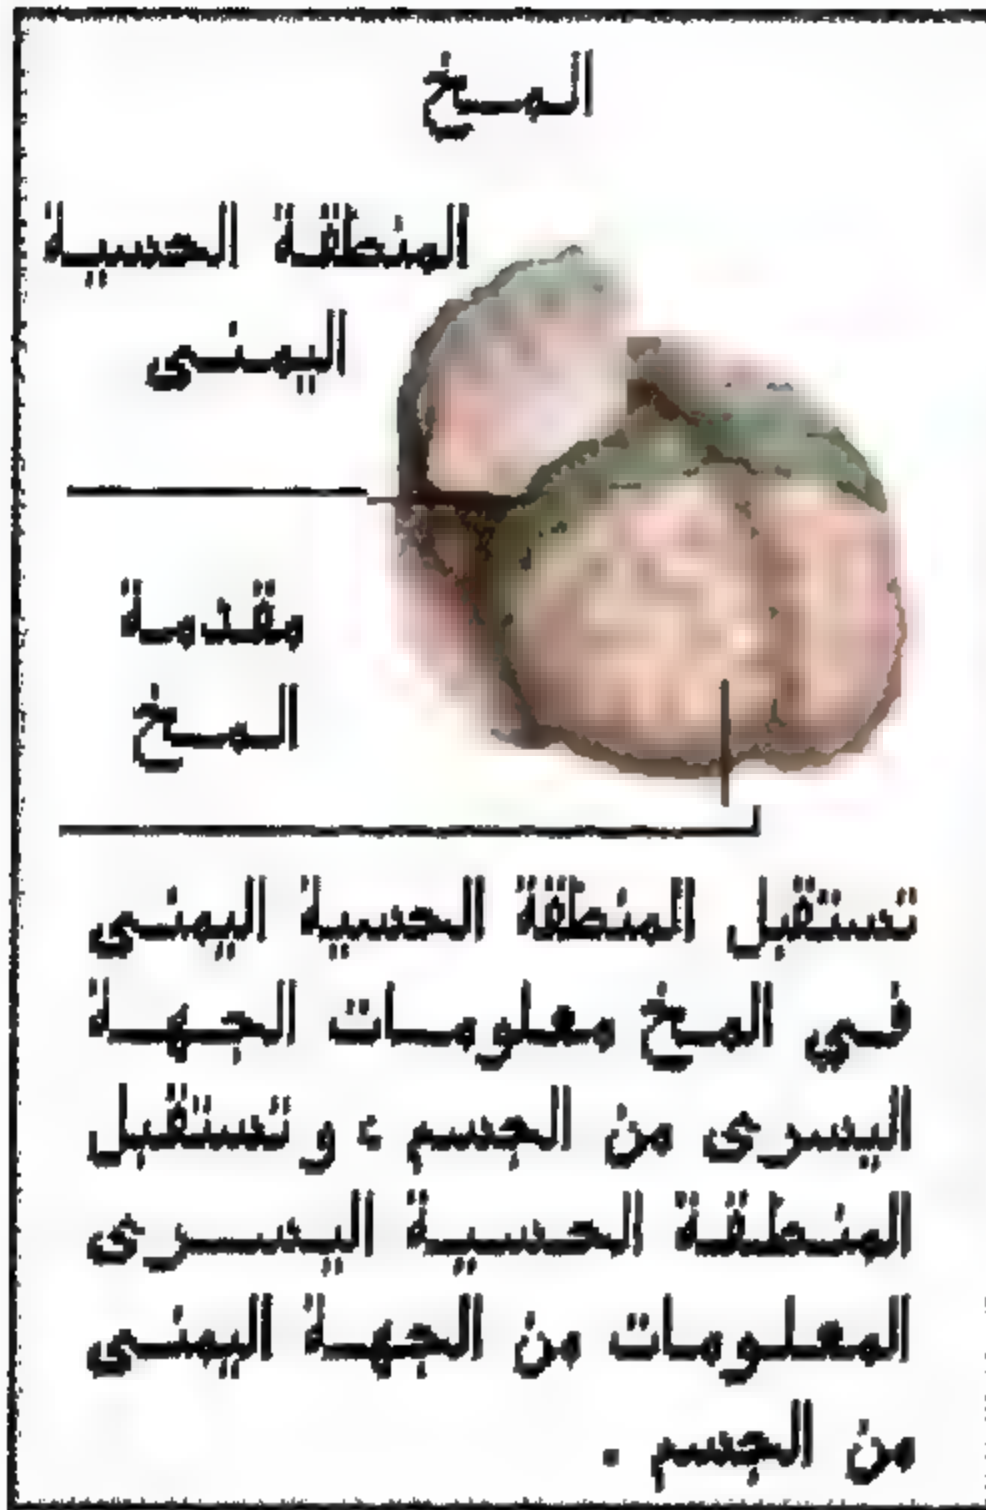 المخ
المنطقة الحسية
اليمنى
مقدمة
المخ
تستقبل المنطقة الحسية اليمنى
في المخ معلومات الجهة
اليسرى من الجسم ، وتستقبل
المنطقة الحسية اليسرى
المعلومات من الجهة اليمنى
من الجسم .